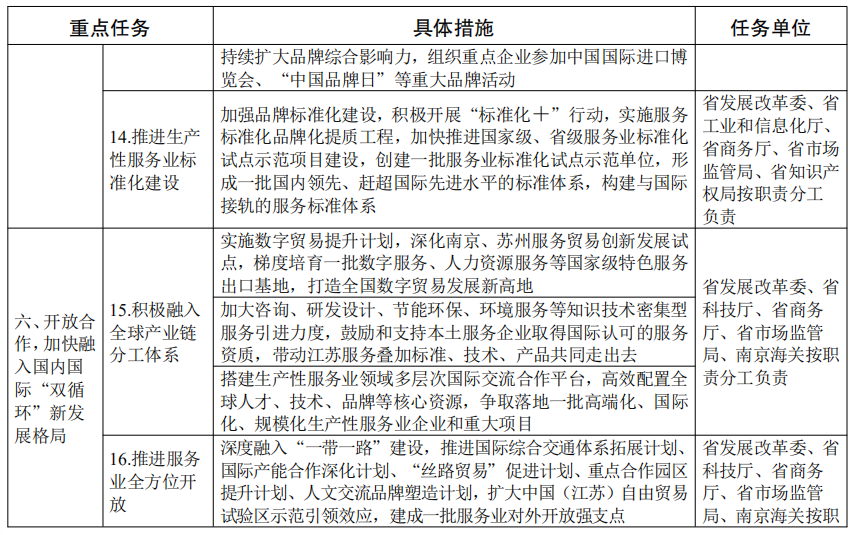 重点任务
具体措施
任务单位
持续扩大品牌综合影响力，组织重点企业参加中国国际进口博
览会、“中国品牌日”等重大品牌活动
14.推进生产
性服务业标
准化建设
加强品牌标准化建设，积极开展“标准化＋”行动，实施服务
标准化品牌化提质工程，加快推进国家级、省级服务业标准化
试点示范项目建设，创建一批服务业标准化试点示范单位，形
成一批国内领先、赶超国际先进水平的标准体系，构建与国际
接轨的服务标准体系
省发展改革委、省
工业和信息化厅、
省商务厅、省市场
监管局、省知识产
权局按职责分工
负责
六、开放合
作，加快融
入国内国
际“双循
环”新发
展格局
15.积极融入
全球产业链
分工体系
实施数字贸易提升计划，深化南京、苏州服务贸易创新发展试
点，梯度培育一批数字服务、人力资源服务等国家级特色服务
出口基地，打造全国数字贸易发展新高地
加大咨询、研发设计、节能环保、环境服务等知识技术密集型
服务引进力度，鼓励和支持本土服务企业取得国际认可的服务
资质，带动江苏服务叠加标准、技术、产品共同走出去
搭建生产性服务业领域多层次国际交流合作平台，高效配置全
球人才、技术、品牌等核心资源，争取落地一批高端化、国际
化、规模化生产性服务业企业和重大项目
省发展改革委、省
科技厅、省商务
厅、省市场监管
局、南京海关按职
责分工负责
16.推进服务
业全方位开
放
深度融入“一带一路”建设，推进国际综合交通体系拓展计划、
国际产能合作深化计划、“丝路贸易”促进计划、重点合作园区
提升计划、人文交流品牌塑造计划，扩大中国（江苏）自由贸易
试验区示范引领效应，建成一批服务业对外开放强支点
省发展改革委、省
科技厅、省商务
厅、省市场监管
局、南京海关按职